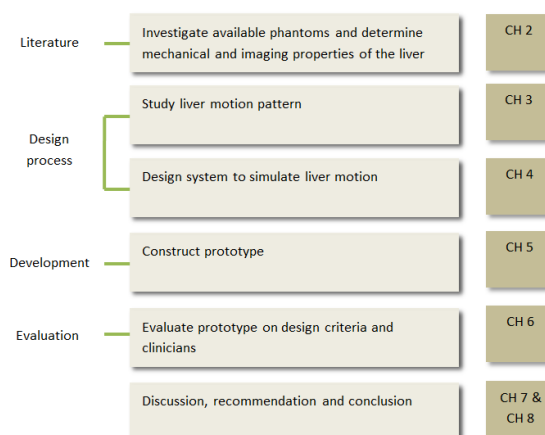 Literature
Investigate available phantoms and determine
mechanical and imaging properties of the liver
CH 2
Design
process
Study liver motion pattern
CH 3
Design system to simulate liver motion
CH 4
Development
Construct prototype
CH 5
Evaluation
Evaluate prototype on design criteria and
clinicians
CH 6
Discussion, recommendation and conclusion
CH 7 &
CH 8